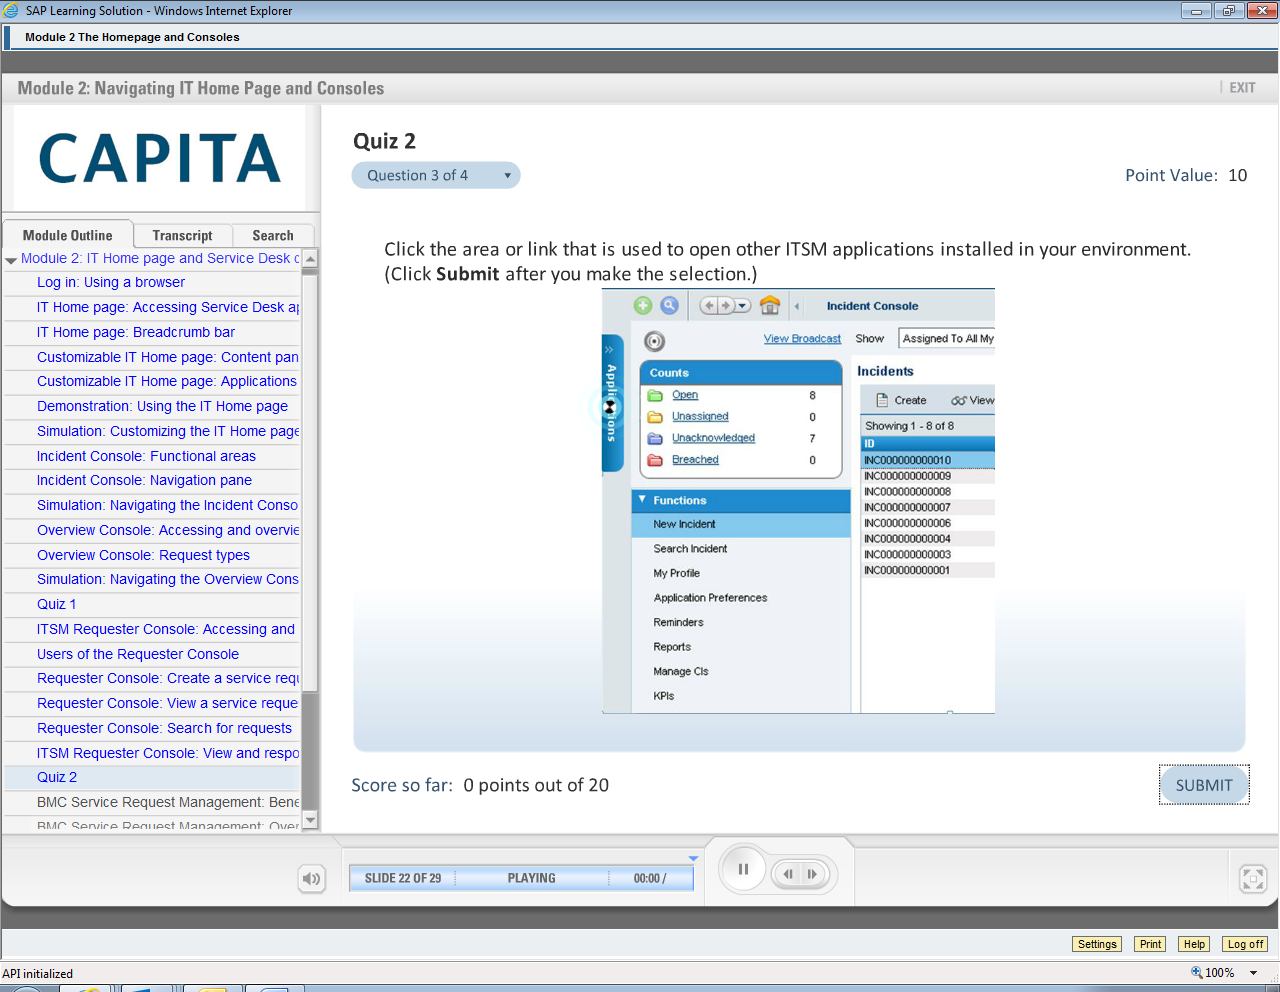 SAP Learning Solution - Windows Internet Explorer
Module 2 The Homepage and Consoles
Module 2: Navigating IT Home Page and Consoles
EXIT
CAPITA
Module Outline
Transcript
Search
Module 2: IT Home page and Service Desk c
Log in: Using a browser
IT Home page: Accessing Service Desk ap
IT Home page: Breadcrumb bar
Customizable IT Home page: Content pan
Customizable IT Home page: Applications
Demonstration: Using the IT Home page
Simulation: Customizing the IT Home page
Incident Console: Functional areas
Incident Console: Navigation pane
Simulation: Navigating the Incident Conso
Overview Console: Accessing and overvie
Overview Console: Request types
Simulation: Navigating the Overview Cons
Quiz 1
ITSM Requester Console: Accessing and
Users of the Requester Console
Requester Console: Create a service requ
Requester Console: View a service reque
Requester Console: Search for requests
ITSM Requester Console: View and respo
Quiz 2
BMC Service Request Management: Bene
BMC Service Request Management: Over
Quiz 2
Question 3 of 4
Point Value: 10
Click the area or link that is used to open other ITSM applications installed in your environment.
(Click Submit after you make the selection.)
Incident Console
View Broadcast
Show
Assigned To All My
Applications
Counts
Open 8
Unassigned 0
Unacknowledged 7
Breached 0
Functions
New Incident
Search Incident
My Profile
Application Preferences
Reminders
Reports
Manage CIs
KPIs
Incidents
Create
View
Showing 1 - 8 of 8
ID
INC000000000010
INC000000000009
INC000000000008
INC000000000007
INC000000000006
INC000000000004
INC000000000003
INC000000000001
Score so far: 0 points out of 20
SUBMIT
SLIDE 22 OF 29
PLAYING
00:00 /
Settings
Print
Help
Log off
API initialized
100%